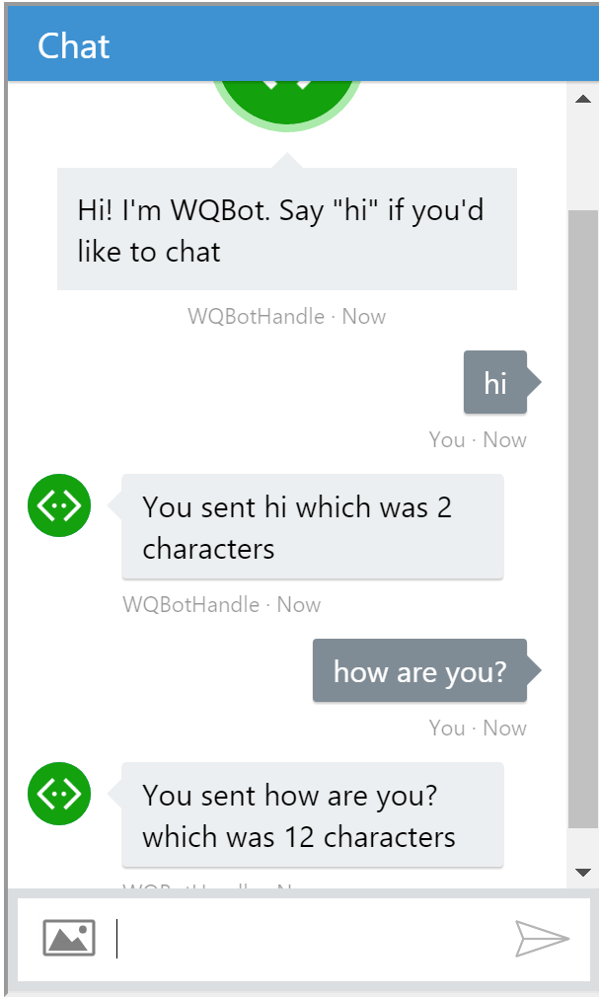 Chat
Hi! I'm WQBot. Say "hi" if you'd
like to chat
WQBotHandle · Now
hi
You · Now
You sent hi which was 2
characters
WQBotHandle · Now
how are you?
You · Now
You sent how are you?
which was 12 characters